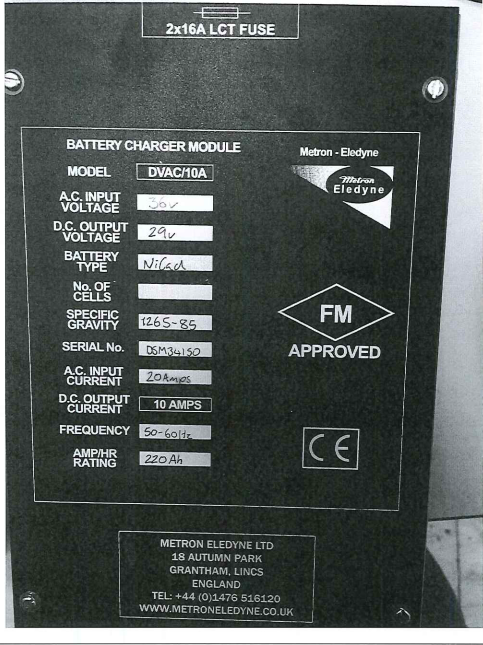 2x16A LCT FUSE
BATTERY CHARGER MODULE
MODEL DVAC/10A
A.C. INPUT
VOLTAGE 36v
D.C. OUTPUT
VOLTAGE 29v
BATTERY
TYPE NiCad
No. OF
CELLS
SPECIFIC
GRAVITY 1265-85
SERIAL No. DSM34150
A.C. INPUT
CURRENT 20Amps
D.C. OUTPUT
CURRENT 10 AMPS
FREQUENCY 50-60Hz
AMP/HR
RATING 220Ah
Metron - Eledyne
Metron
Eledyne
FM
APPROVED
CE
METRON ELEDYNE LTD
18 AUTUMN PARK
GRANTHAM, LINCS
ENGLAND
TEL: +44 (0)1476 516120
WWW.METRONELEDYNE.CO.UK